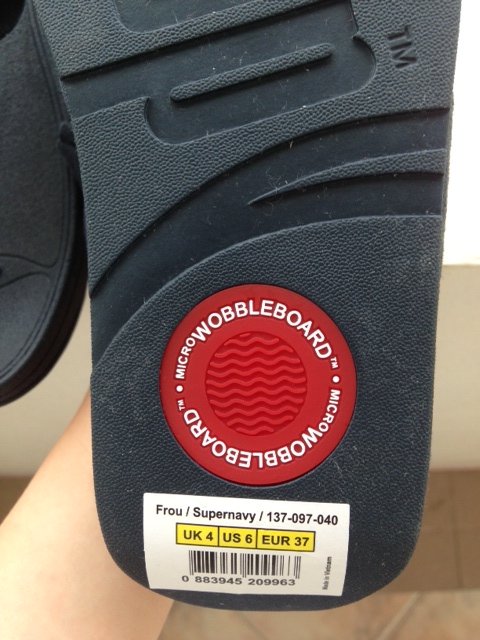 TM
MICROWOBBLEBOARD™
MICROWOBBLEBOARD™
Frou / Supernavy / 137-097-040
UK 4 US 6 EUR 37
0 883945 209963
Made in Vietnam